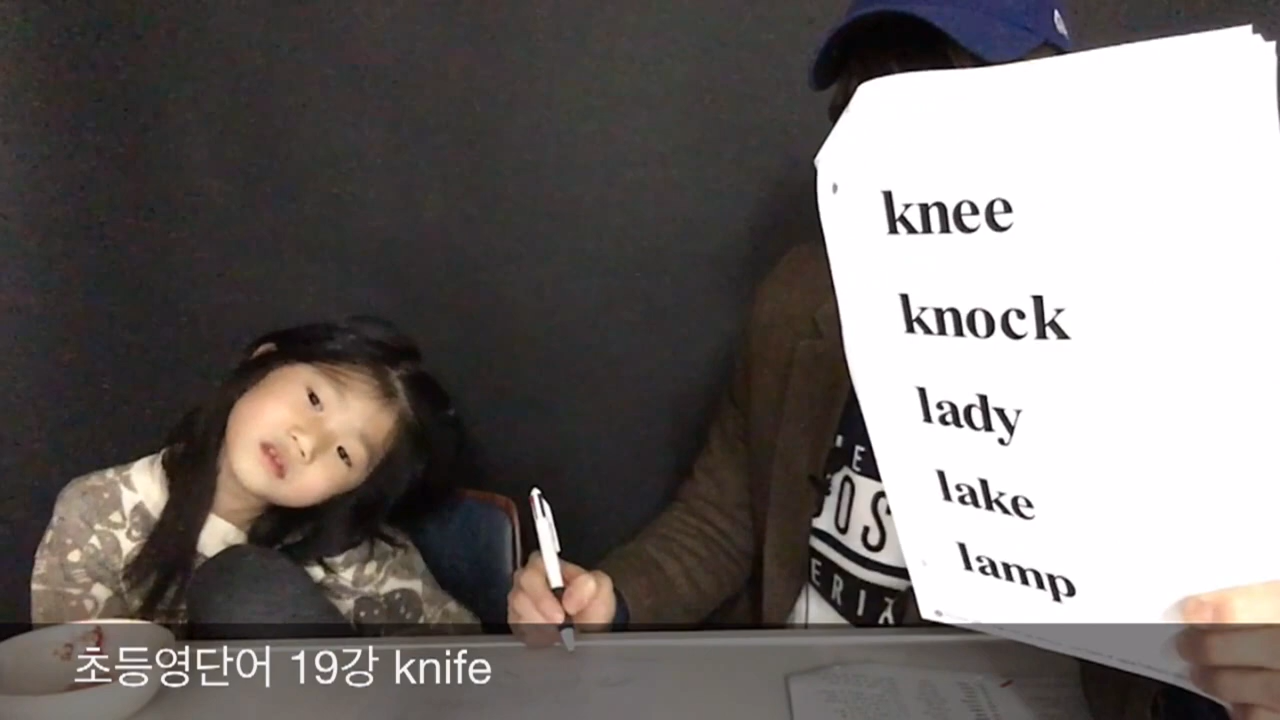 knee
knock
lady
lake
lamp
초등영단어 19강 knife